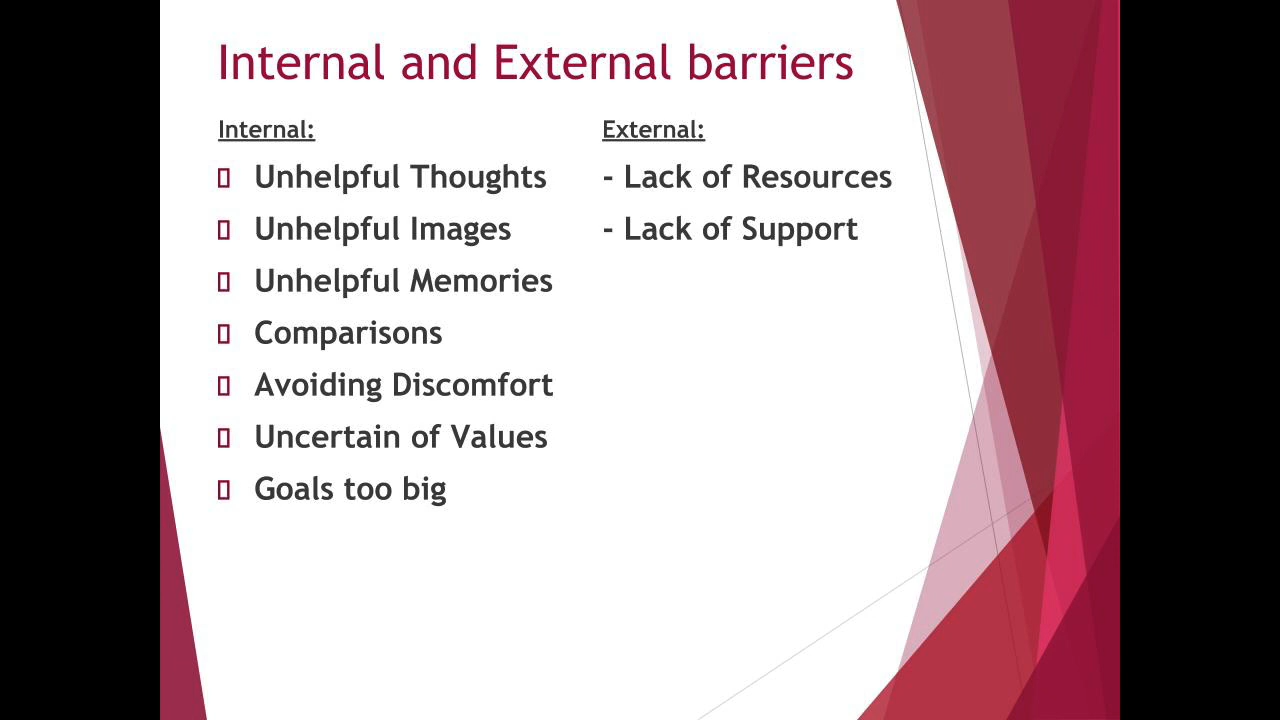 Internal and External barriers
Internal:
Unhelpful Thoughts
Unhelpful Images
Unhelpful Memories
Comparisons
Avoiding Discomfort
Uncertain of Values
Goals too big
External:
- Lack of Resources
- Lack of Support